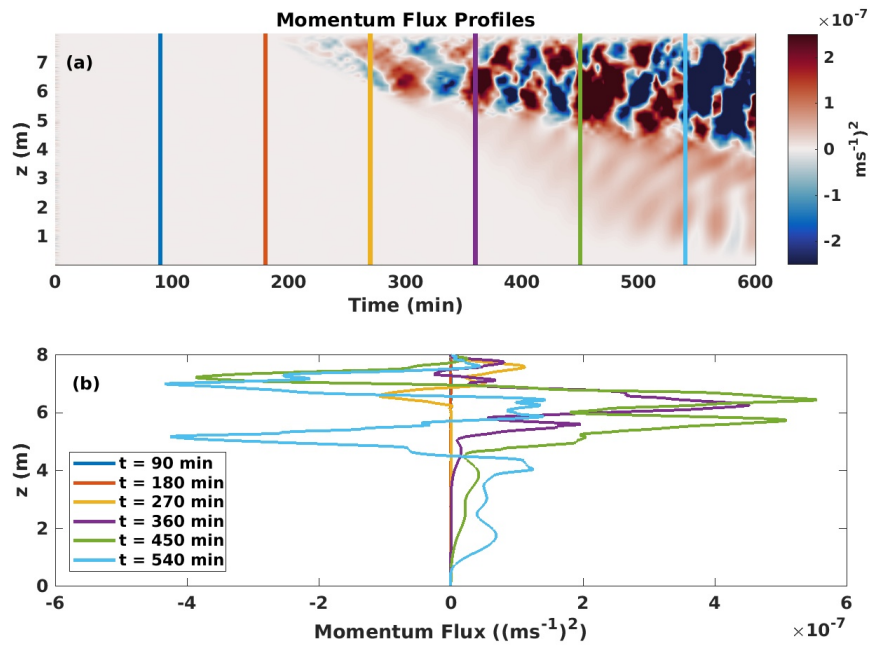 Momentum Flux Profiles
×10⁻⁷
(a)
7
6
5
4
3
2
1
z (m)
0 100 200 300 400 500 600
Time (min)
2
1
0
-1
-2
ms⁻¹)²
(b)
8
6
4
2
0
z (m)
t = 90 min
t = 180 min
t = 270 min
t = 360 min
t = 450 min
t = 540 min
-6 -4 -2 0 2 4 6
Momentum Flux ((ms⁻¹)²)
×10⁻⁷